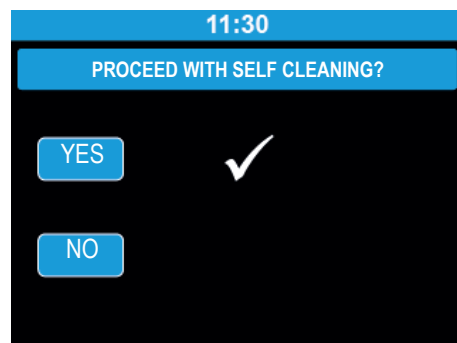 11:30
PROCEED WITH SELF CLEANING?
YES
NO